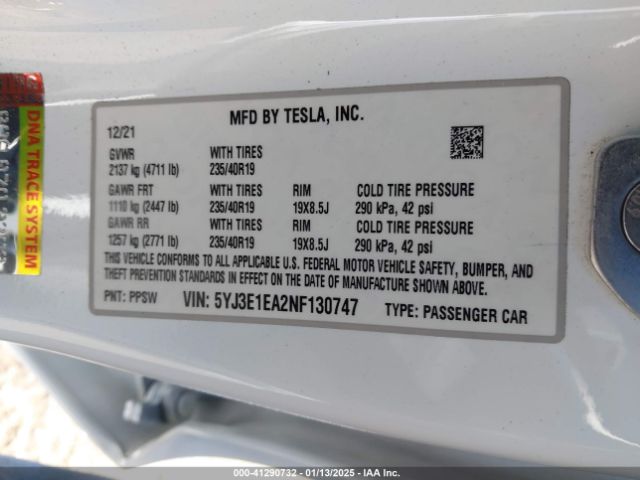 MFD BY TESLA, INC.
12/21
GVWR WITH TIRES
2137 kg (4711 lb) 235/40R19
GAWR FRT WITH TIRES RIM COLD TIRE PRESSURE
1110 kg (2447 lb) 235/40R19 19X8.5J 290 kPa, 42 psi
GAWR RR WITH TIRES RIM COLD TIRE PRESSURE
1257 kg (2771 lb) 235/40R19 19X8.5J 290 kPa, 42 psi
THIS VEHICLE CONFORMS TO ALL APPLICABLE U.S. FEDERAL MOTOR VEHICLE SAFETY, BUMPER, AND
THEFT PREVENTION STANDARDS IN EFFECT ON THE DATE OF MANUFACTURE SHOWN ABOVE.
PNT: PPSW VIN: 5YJ3E1EA2NF130747 TYPE: PASSENGER CAR
DNA TRACE SYSTEM
000-41290732 - 01/13/2025 - IAA Inc.